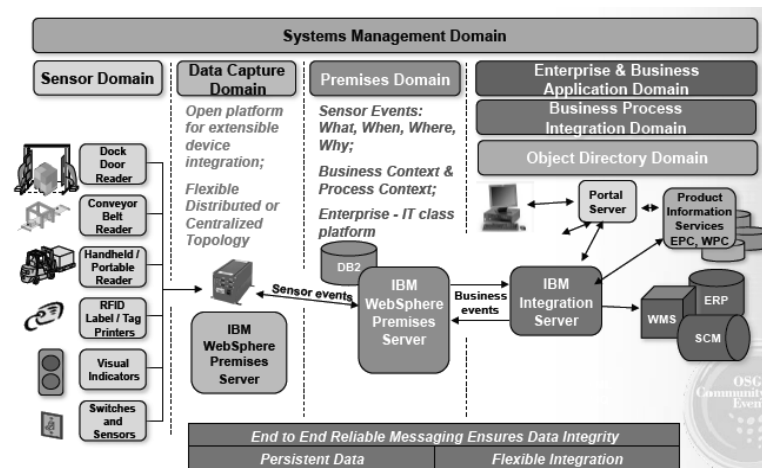 Systems Management Domain
Sensor Domain
Data Capture
Domain
Premises Domain
Enterprise & Business
Application Domain
Business Process
Integration Domain
Object Directory Domain
Open platform
for extensible
device
integration;
Flexible
Distributed or
Centralized
Topology
Sensor Events:
What, When, Where,
Why;
Business Context &
Process Context;
Enterprise - IT class
platform
Dock
Door
Reader
Conveyor
Belt
Reader
Handheld /
Portable
Reader
RFID
Label / Tag
Printers
Visual
Indicators
Switches
and
Sensors
IBM
WebSphere
Premises
Server
Sensor events
DB2
IBM
WebSphere
Premises
Server
Business
events
IBM
Integration
Server
Portal
Server
Product
Information
Services
EPC, WPC
WMS
ERP
SCM
OSG
Community
Even
End to End Reliable Messaging Ensures Data Integrity
Persistent Data
Flexible Integration